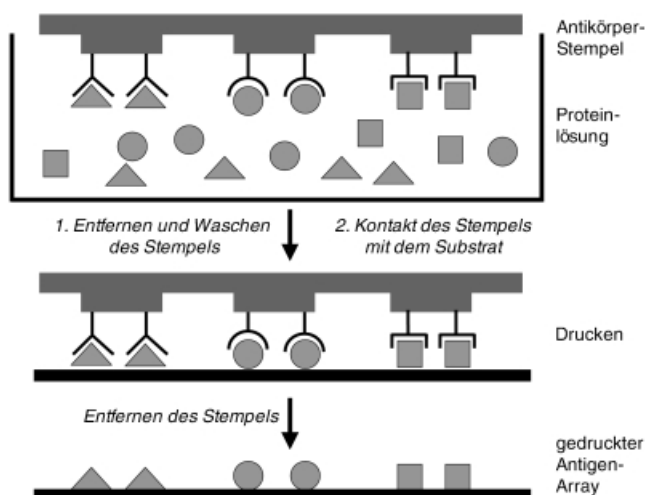 Antikörper-
Stempel
Protein-
lösung
1. Entfernen und Waschen
des Stempels
2. Kontakt des Stempels
mit dem Substrat
Drucken
Entfernen des Stempels
gedruckter
Antigen-
Array